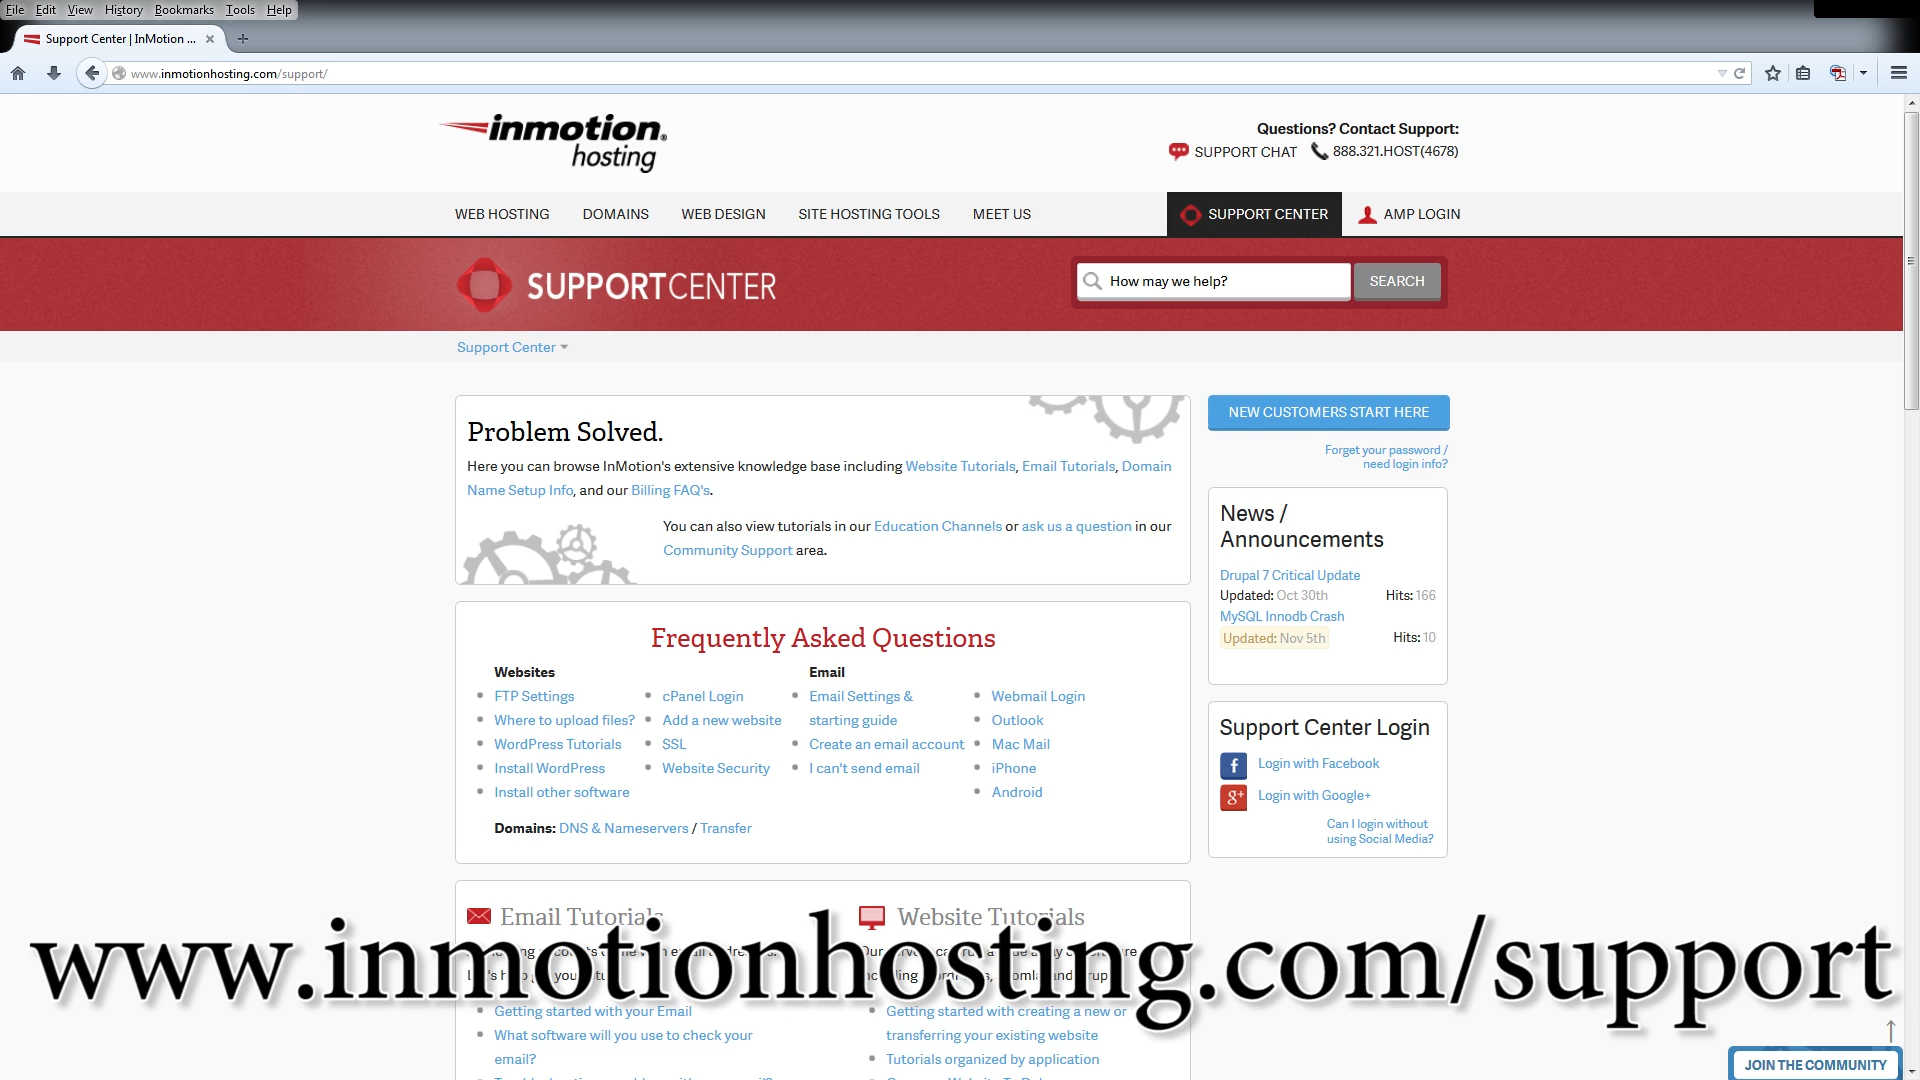 File Edit View History Bookmarks Tools Help
Support Center | InMotion ...
www.inmotionhosting.com/support/
inmotion®
hosting
Questions? Contact Support:
SUPPORT CHAT 888.321.HOST(4678)
WEB HOSTING DOMAINS WEB DESIGN SITE HOSTING TOOLS MEET US SUPPORT CENTER AMP LOGIN
SUPPORTCENTER
How may we help? SEARCH
Support Center
Problem Solved.
Here you can browse InMotion's extensive knowledge base including Website Tutorials, Email Tutorials, Domain
Name Setup Info, and our Billing FAQ's.
You can also view tutorials in our Education Channels or ask us a question in our
Community Support area.
NEW CUSTOMERS START HERE
Forget your password /
need login info?
News /
Announcements
Drupal 7 Critical Update
Updated: Oct 30th Hits: 166
MySQL Innodb Crash
Updated: Nov 5th Hits: 10
Frequently Asked Questions
Websites Email
FTP Settings cPanel Login Email Settings & Webmail Login
Where to upload files? Add a new website starting guide Outlook
WordPress Tutorials SSL Create an email account Mac Mail
Install WordPress Website Security I can't send email iPhone
Install other software Android
Domains: DNS & Nameservers / Transfer
Support Center Login
Login with Facebook
g+ Login with Google+
Can I login without
using Social Media?
Email Tutorials Website Tutorials
www.inmotionhosting.com/support
Getting started with your Email Getting started with creating a new or
What software will you use to check your transferring your existing website
email? Tutorials organized by application
JOIN THE COMMUNITY